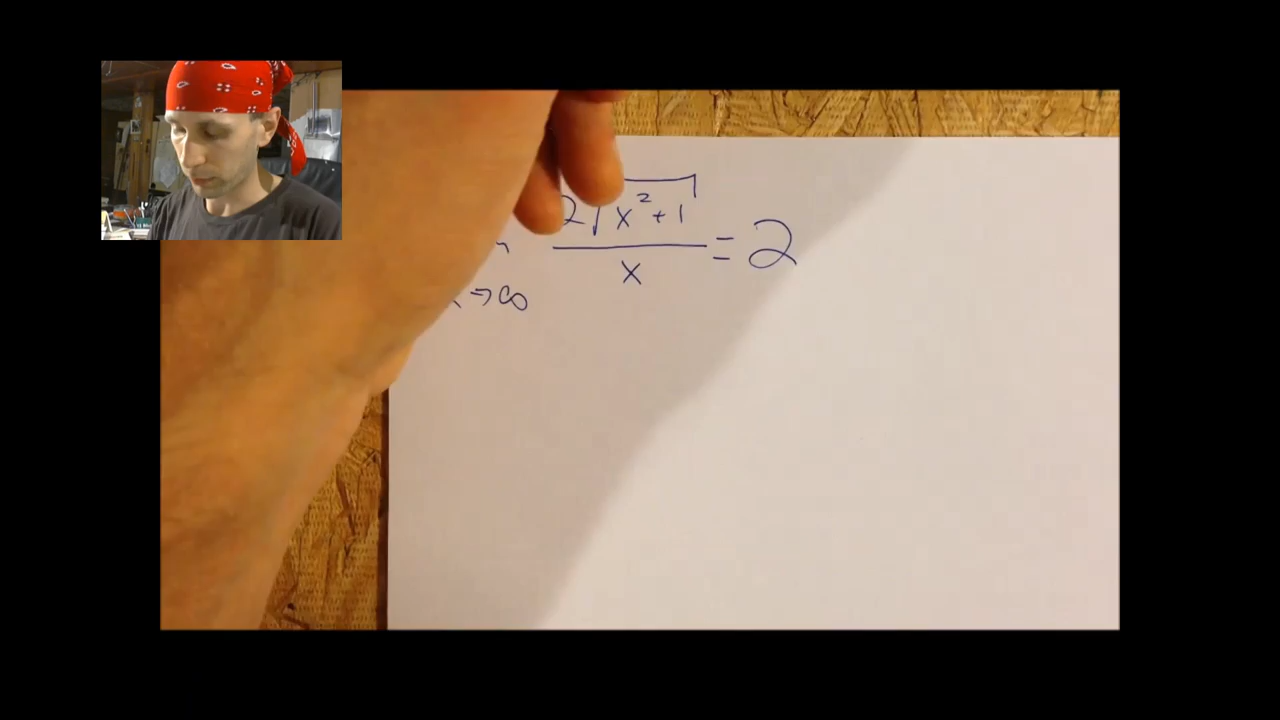 2√x²+1
x
= 2
→∞